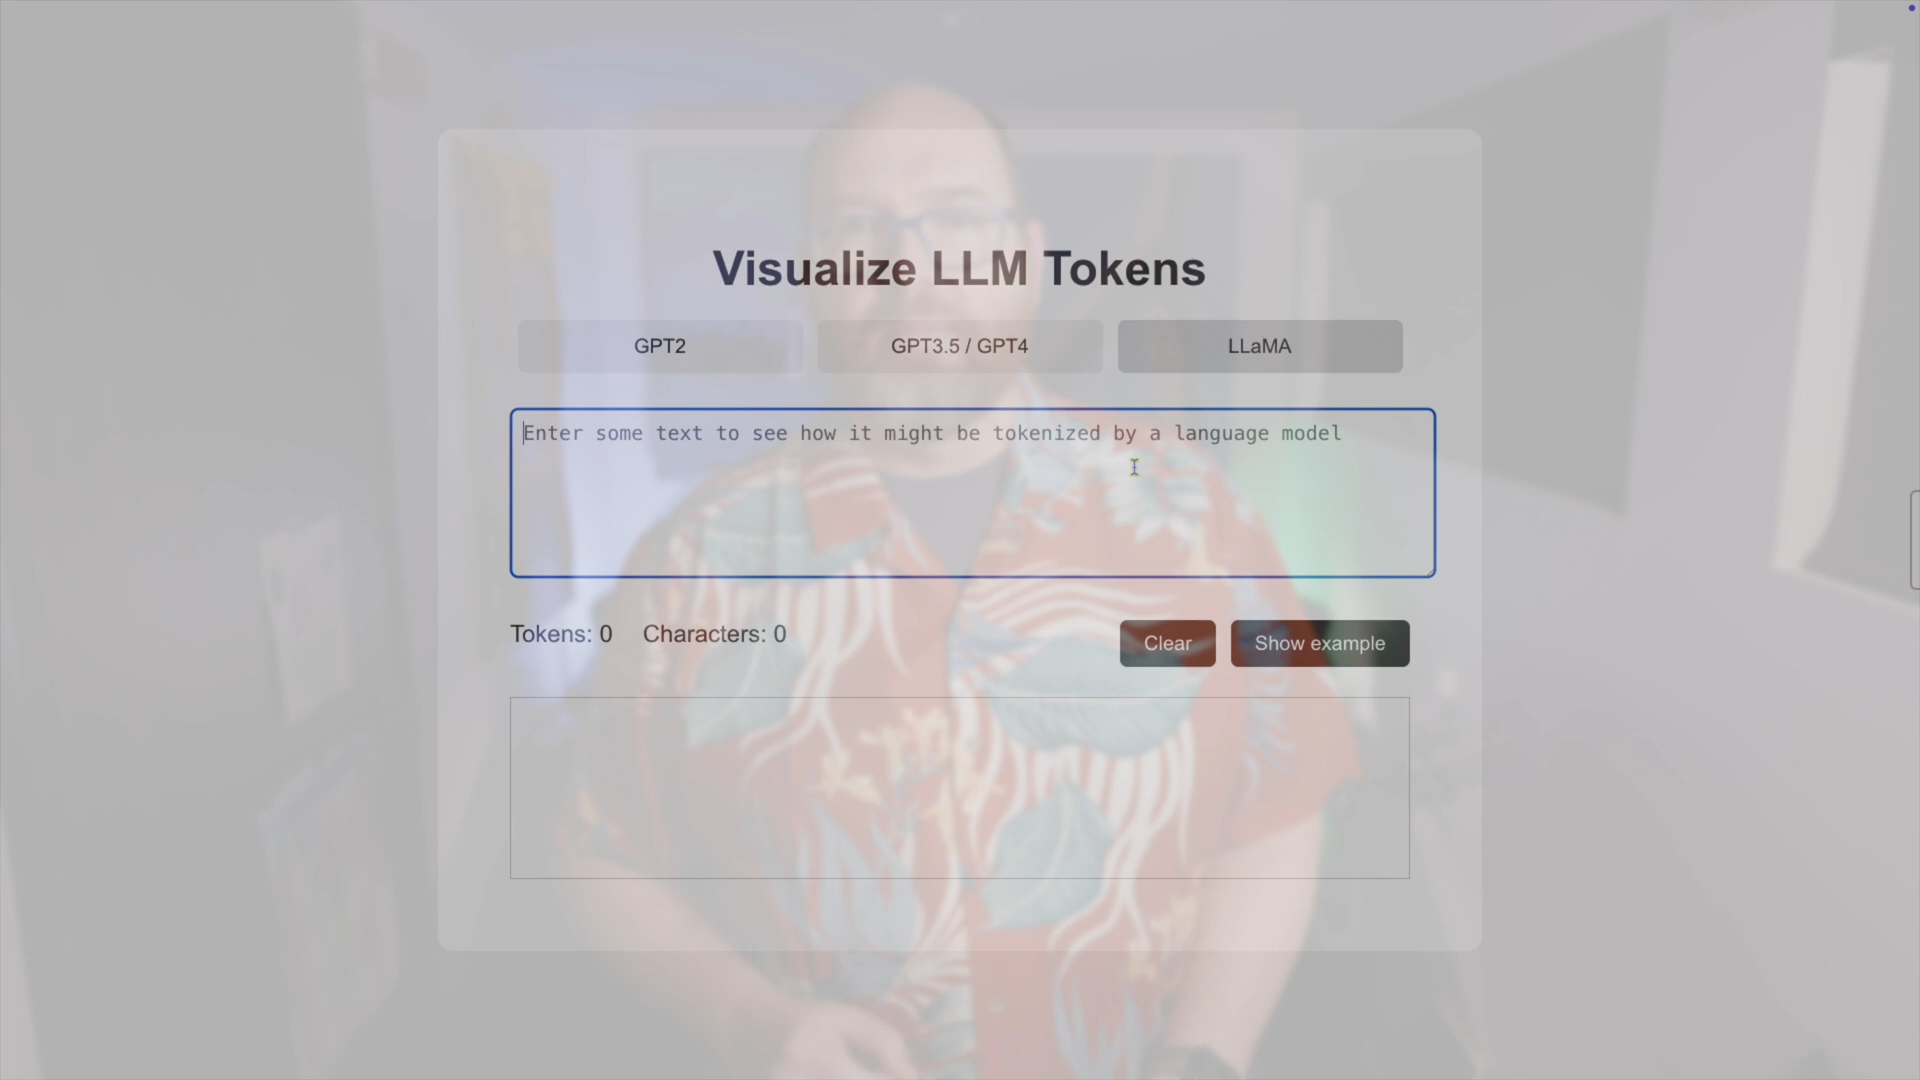 Visualize LLM Tokens
GPT2
GPT3.5 / GPT4
LLaMA
Enter some text to see how it might be tokenized by a language model
Tokens: 0
Characters: 0
Clear
Show example